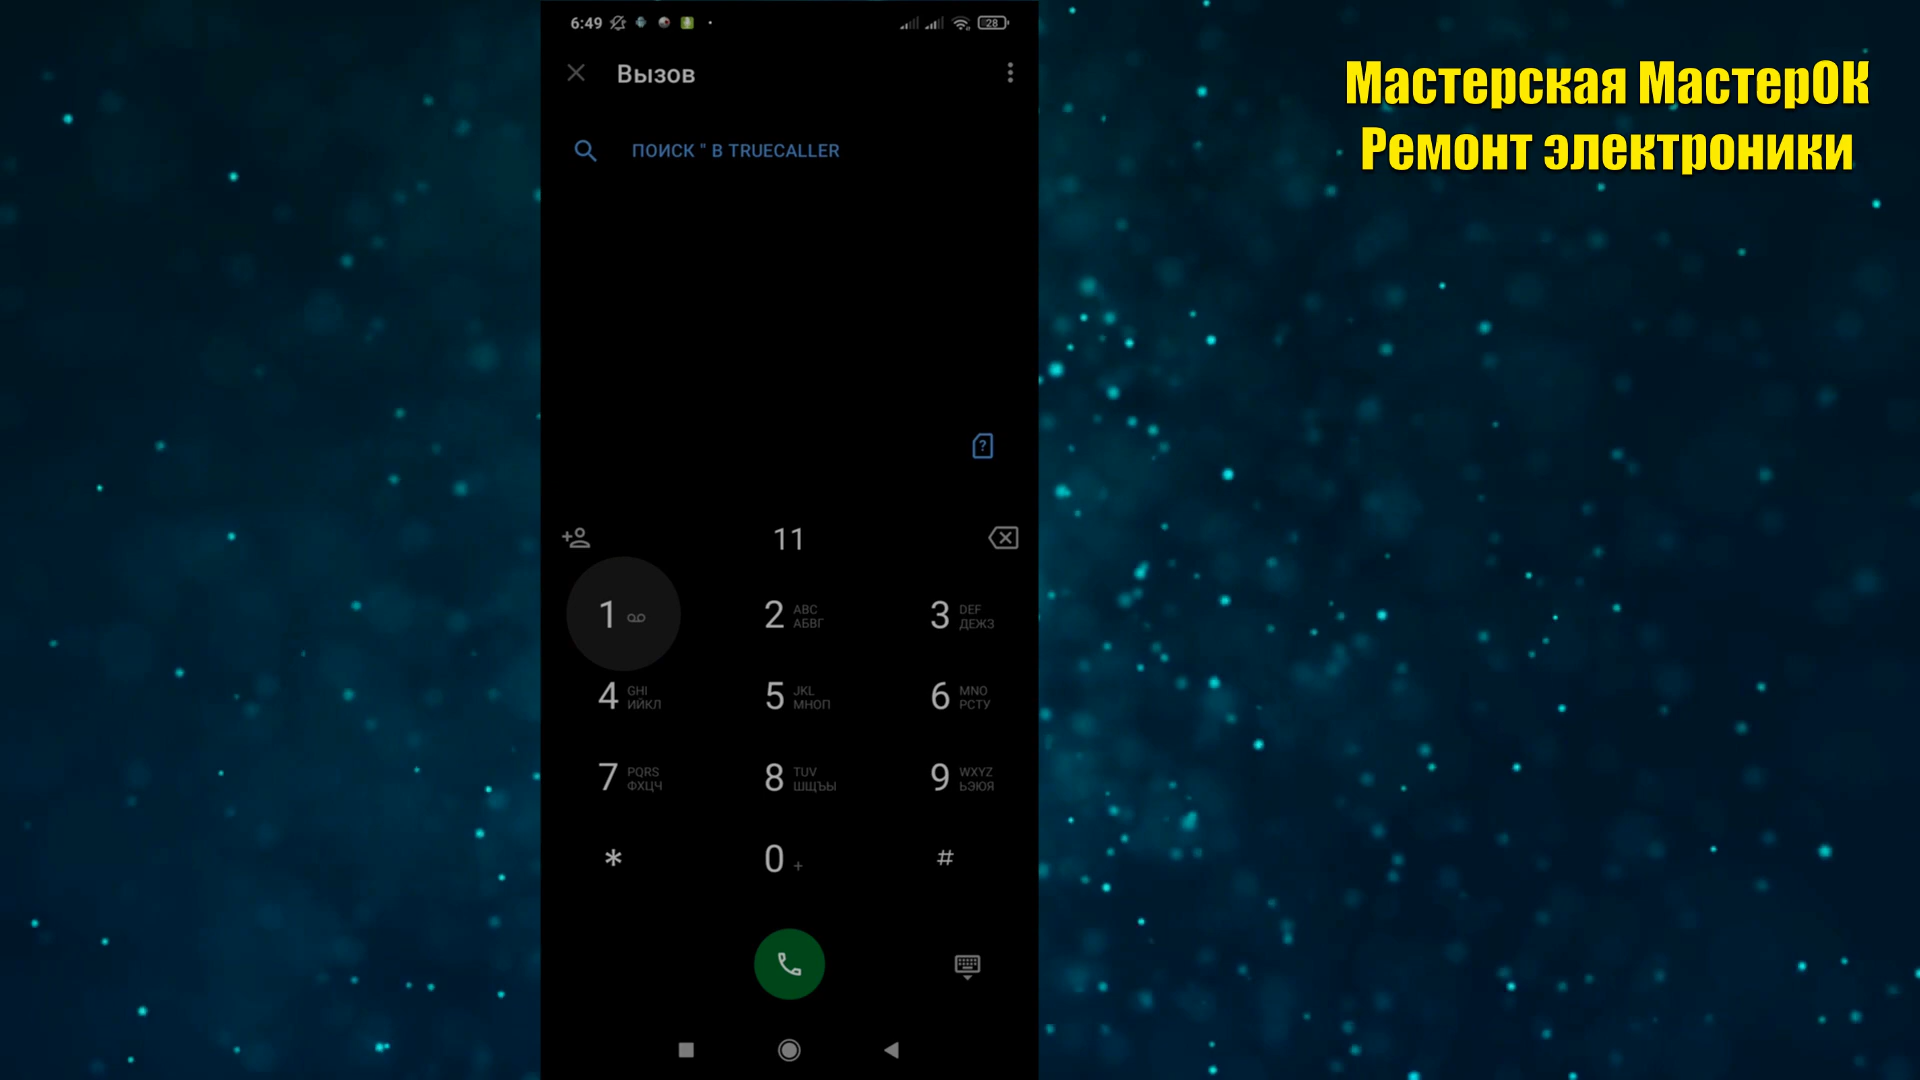 6:49
28
Вызов
ПОИСК " В TRUECALLER
?
11
1
2 ABC АБВГ
3 DEF ДЕЖЗ
4 GHI ИЙКЛ
5 JKL МНОП
6 MNO РСТУ
7 PQRS ФХЦЧ
8 TUV ШЩЪЫ
9 WXYZ ЬЭЮЯ
*
0 +
#
Мастерская МастерОК
Ремонт электроники